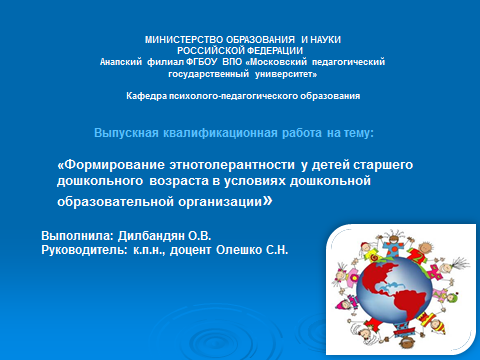 МИНИСТЕРСТВО ОБРАЗОВАНИЯ И НАУКИ
РОССИЙСКОЙ ФЕДЕРАЦИИ
Анапский филиал ФГБОУ ВПО «Московский педагогический
государственный университет»
Кафедра психолого-педагогического образования
Выпускная квалификационная работа на тему:
«Формирование этнотолерантности у детей старшего
дошкольного возраста в условиях дошкольной
образовательной организации»
Выполнила: Дилбандян О.В.
Руководитель: к.п.н., доцент Олешко С.Н.